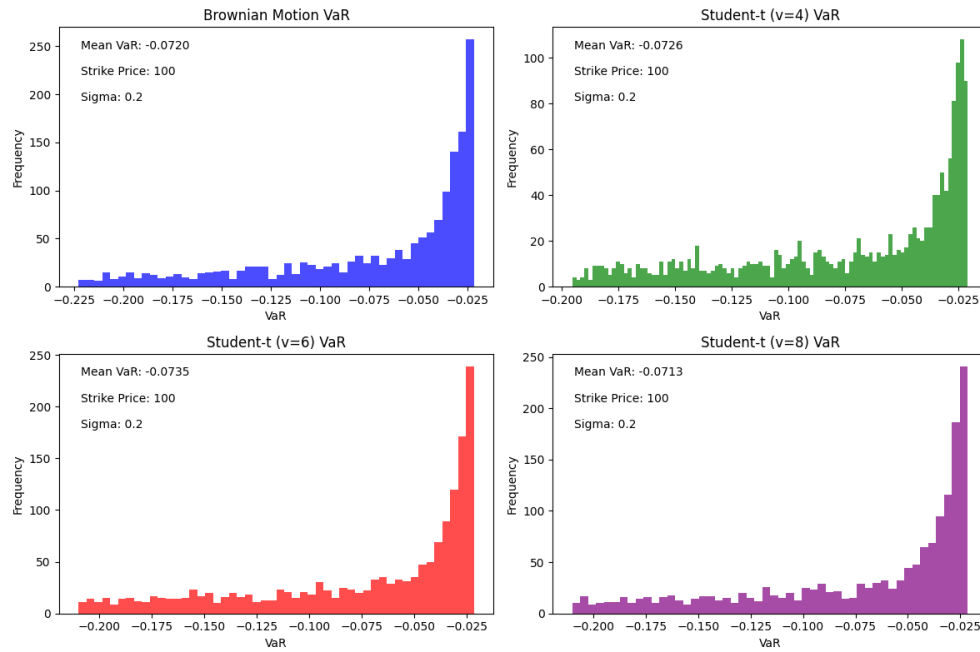 Brownian Motion VaR
250
200
150
100
50
0
Frequency
Mean VaR: -0.0720
Strike Price: 100
Sigma: 0.2
−0.225 −0.200 −0.175 −0.150 −0.125 −0.100 −0.075 −0.050 −0.025
VaR
Student-t (v=4) VaR
100
80
60
40
20
0
Frequency
Mean VaR: -0.0726
Strike Price: 100
Sigma: 0.2
−0.200 −0.175 −0.150 −0.125 −0.100 −0.075 −0.050 −0.025
VaR
Student-t (v=6) VaR
250
200
150
100
50
0
Frequency
Mean VaR: -0.0735
Strike Price: 100
Sigma: 0.2
−0.200 −0.175 −0.150 −0.125 −0.100 −0.075 −0.050 −0.025
VaR
Student-t (v=8) VaR
250
200
150
100
50
0
Frequency
Mean VaR: -0.0713
Strike Price: 100
Sigma: 0.2
−0.200 −0.175 −0.150 −0.125 −0.100 −0.075 −0.050 −0.025
VaR